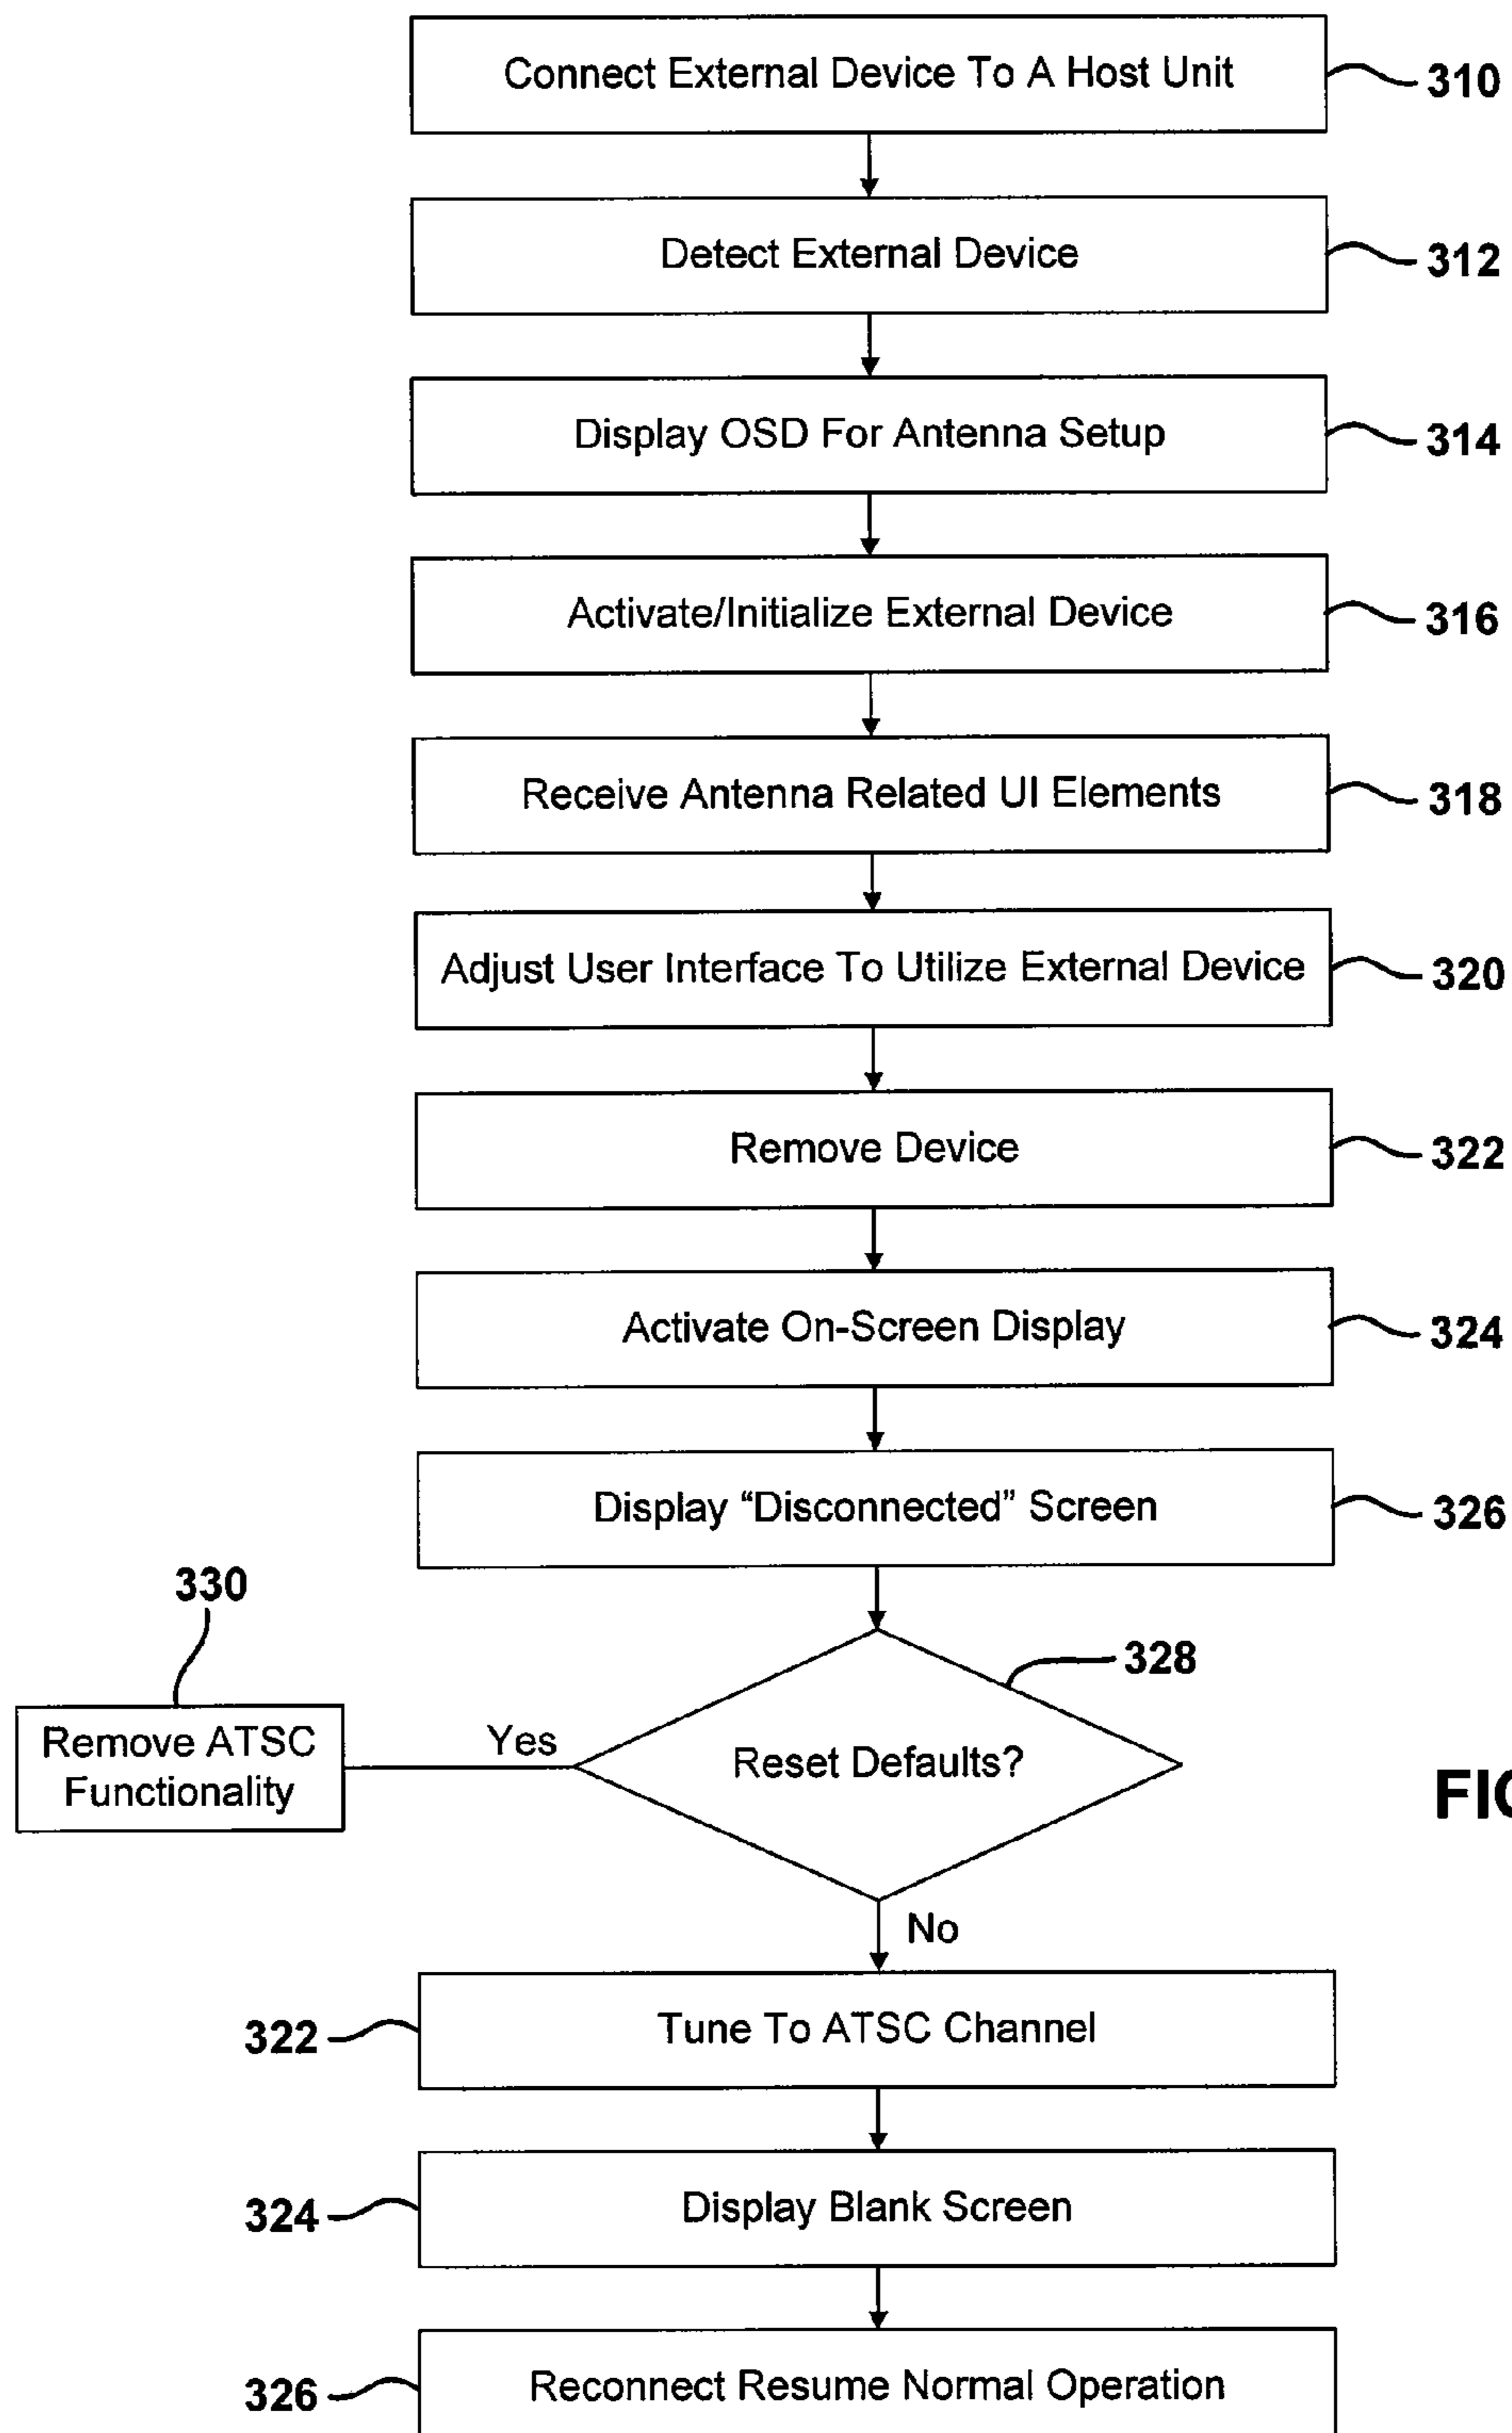 Connect External Device To A Host Unit
310
Detect External Device
312
Display OSD For Antenna Setup
314
Activate/Initialize External Device
316
Receive Antenna Related UI Elements
318
Adjust User Interface To Utilize External Device
320
Remove Device
322
Activate On-Screen Display
324
Display “Disconnected” Screen
326
330
328
Remove ATSC
Functionality
Yes
Reset Defaults?
No
322
Tune To ATSC Channel
324
Display Blank Screen
326
Reconnect Resume Normal Operation